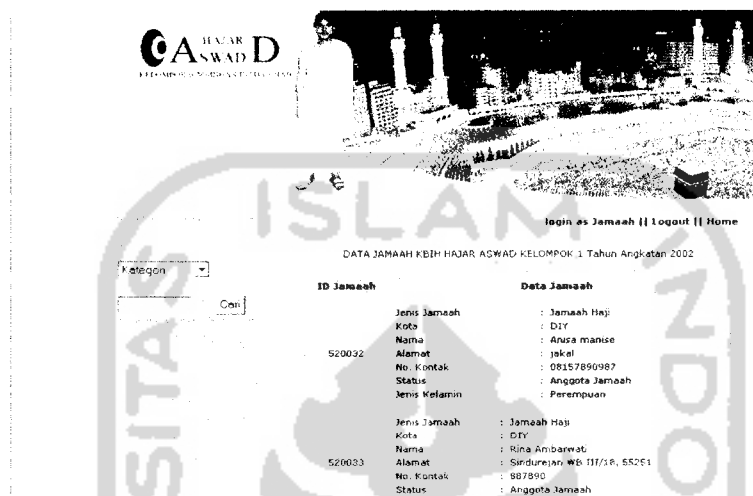 HAJAR
ASWAD
login as Jamaah || Logout || Home
DATA JAMAAH KBIH HAJAR ASWAD KELOMPOK 1 Tahun Angkatan 2002
Kategori
Cari
ID Jamaah Data Jamaah
Jenis Jamaah : Jamaah Haji
Kota : DIY
Nama : Anisa manise
520032 Alamat : jakal
No. Kontak : 08157890987
Status : Anggota Jamaah
Jenis Kelamin : Perempuan
Jenis Jamaah : Jamaah Haji
Kota : DIY
Nama : Rina Ambarwati
520033 Alamat : Sindurejan WB III/18, 55251
No. Kontak : 887890
Status : Anggota Jamaah
ISLAM
INDO
SITAS